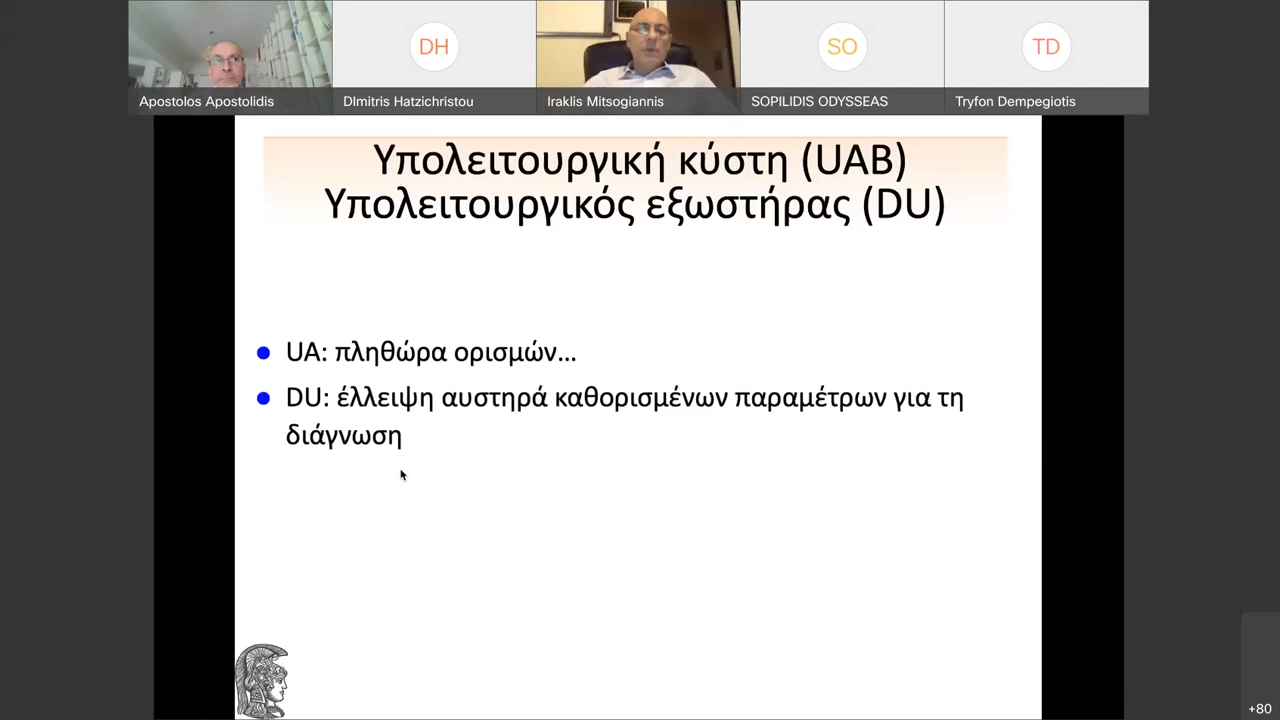 DH
SO
TD
Apostolos Apostolidis
DImitris Hatzichristou
Iraklis Mitsogiannis
SOPILIDIS ODYSSEAS
Tryfon Dempegiotis
Υπολειτουργική κύστη (UAB)
Υπολειτουργικός εξωστήρας (DU)
UA: πληθώρα ορισμών...
DU: έλλειψη αυστηρά καθορισμένων παραμέτρων για τη
διάγνωση
+80